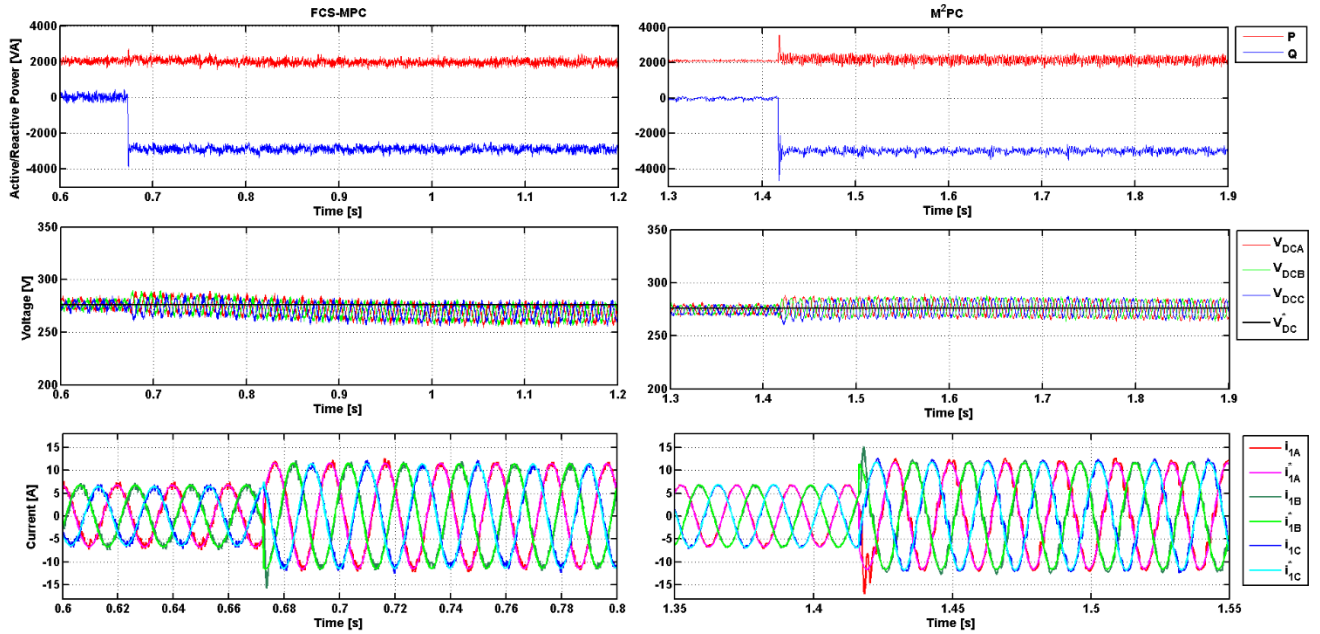 FCS-MPC
M²PC
Active/Reactive Power [VA]
4000
2000
0
-2000
-4000
0.6 0.7 0.8 0.9 1 1.1 1.2
Time [s]
4000
2000
0
-2000
-4000
1.3 1.4 1.5 1.6 1.7 1.8 1.9
Time [s]
P
Q
Voltage [V]
350
300
250
200
0.6 0.7 0.8 0.9 1 1.1 1.2
Time [s]
350
300
250
200
1.3 1.4 1.5 1.6 1.7 1.8 1.9
Time [s]
V_DCA
V_DCB
V_DCC
V*_DC
Current [A]
15
10
5
0
-5
-10
-15
0.6 0.62 0.64 0.66 0.68 0.7 0.72 0.74 0.76 0.78 0.8
Time [s]
15
10
5
0
-5
-10
-15
1.35 1.4 1.45 1.5 1.55
Time [s]
i_1A
i*_1A
i_1B
i*_1B
i_1C
i*_1C